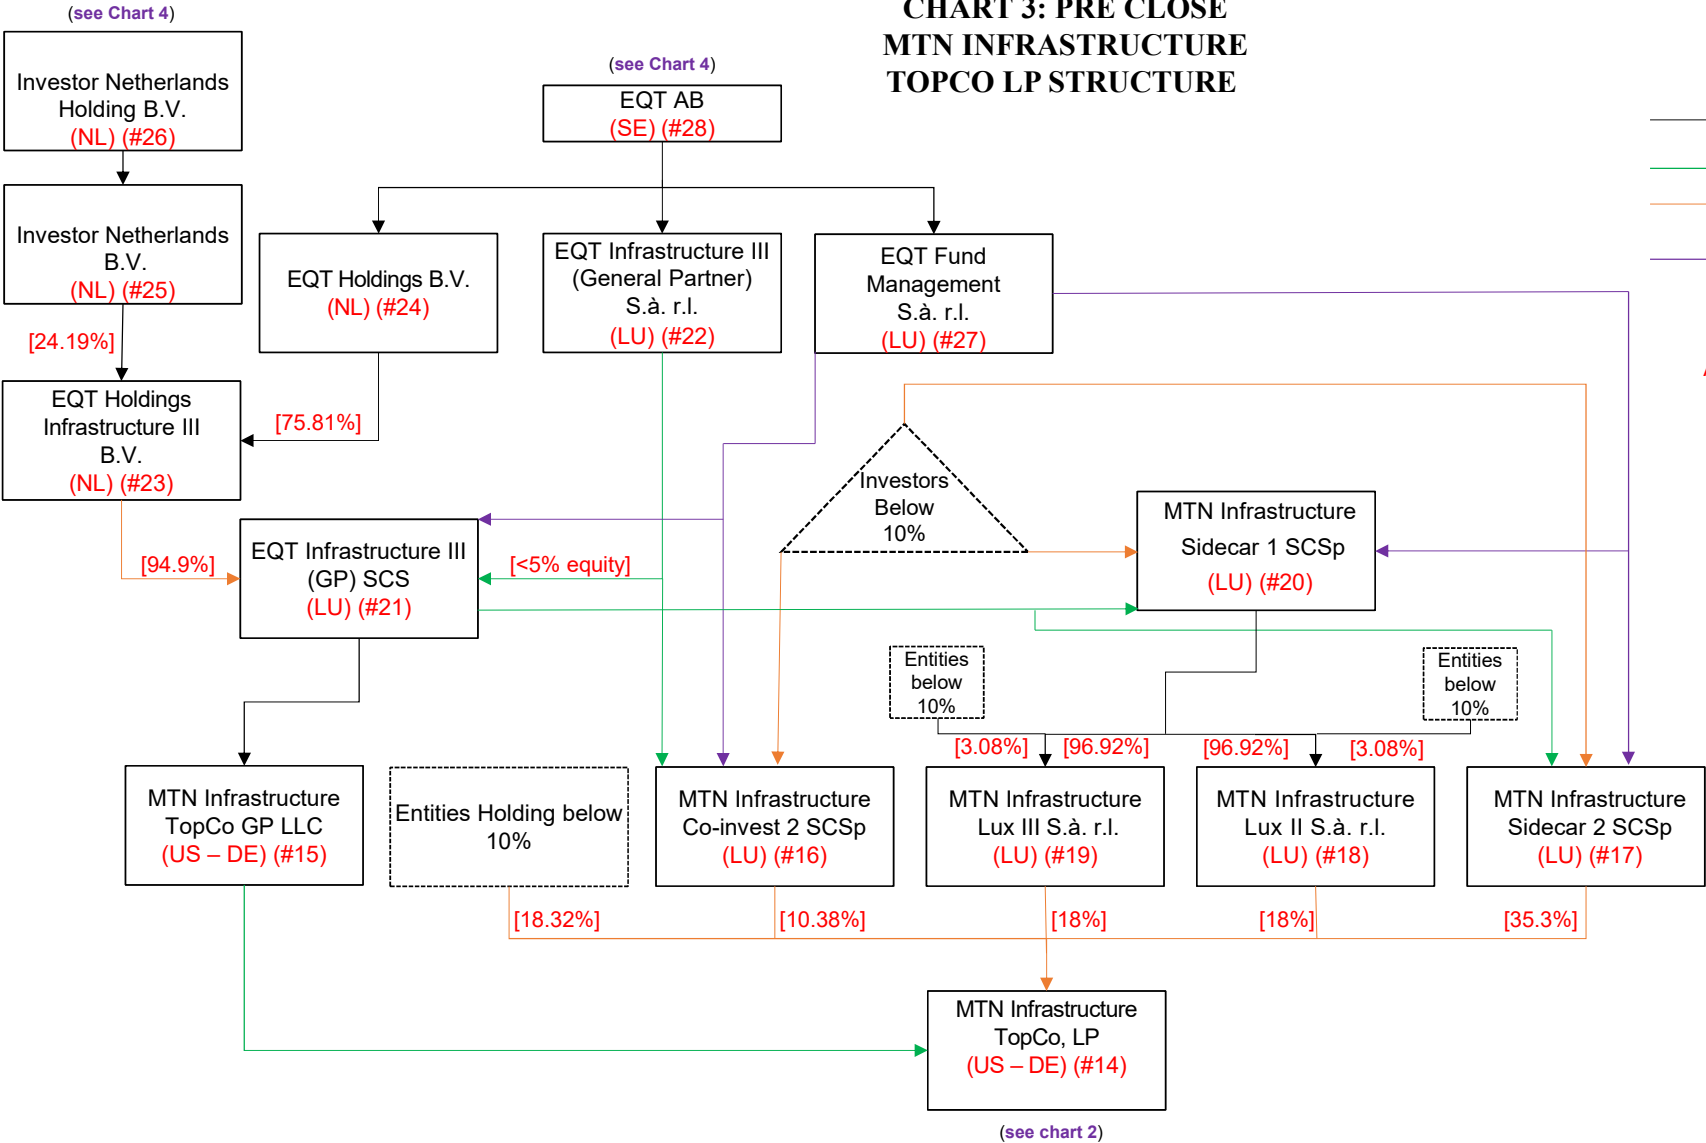 (see Chart 4)
CHART 3: PRE CLOSE
MTN INFRASTRUCTURE
TOPCO LP STRUCTURE
Investor Netherlands
Holding B.V.
(NL) (#26)
(see Chart 4)
EQT AB
(SE) (#28)
Investor Netherlands
B.V.
(NL) (#25)
EQT Holdings B.V.
(NL) (#24)
EQT Infrastructure III
(General Partner)
S.à. r.l.
(LU) (#22)
EQT Fund
Management
S.à. r.l.
(LU) (#27)
[24.19%]
EQT Holdings
Infrastructure III
B.V.
(NL) (#23)
[75.81%]
Investors
Below
10%
MTN Infrastructure
Sidecar 1 SCSp
(LU) (#20)
[94.9%]
EQT Infrastructure III
(GP) SCS
(LU) (#21)
[<5% equity]
Entities
below
10%
Entities
below
10%
[3.08%]
[96.92%]
[96.92%]
[3.08%]
MTN Infrastructure
TopCo GP LLC
(US – DE) (#15)
Entities Holding below
10%
MTN Infrastructure
Co-invest 2 SCSp
(LU) (#16)
MTN Infrastructure
Lux III S.à. r.l.
(LU) (#19)
MTN Infrastructure
Lux II S.à. r.l.
(LU) (#18)
MTN Infrastructure
Sidecar 2 SCSp
(LU) (#17)
[18.32%]
[10.38%]
[18%]
[18%]
[35.3%]
MTN Infrastructure
TopCo, LP
(US – DE) (#14)
(see chart 2)